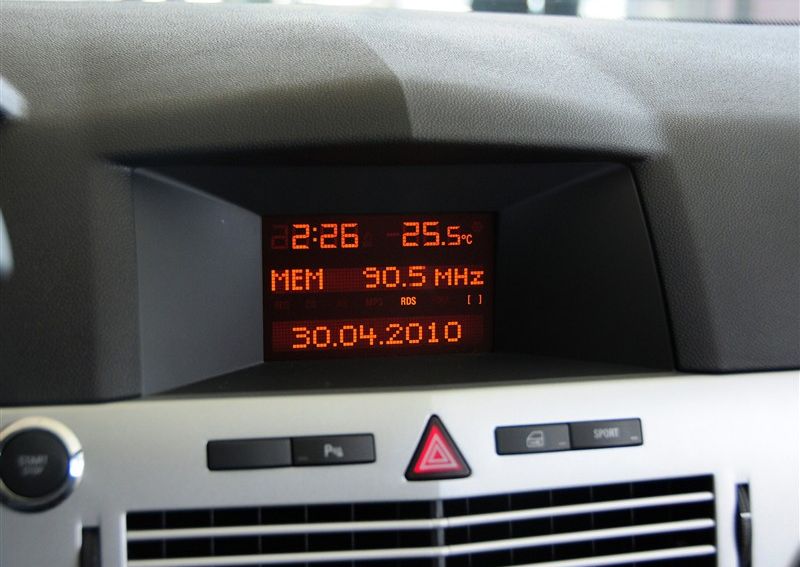 2:26 25.5°C
MEM 90.5 MHz
RDS [ ]
30.04.2010
START STOP
P
SPORT